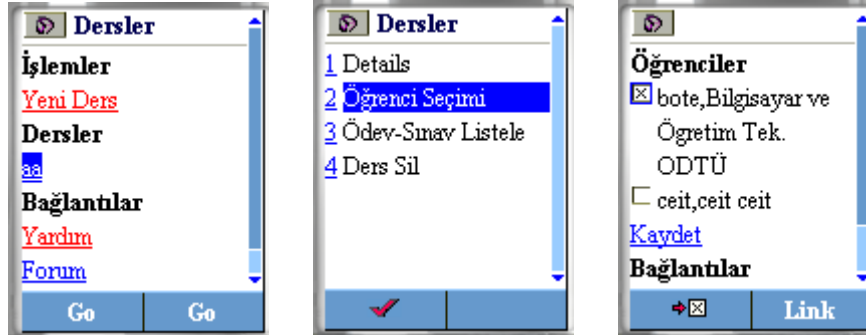 Dersler
İşlemler
Yeni Ders
Dersler
aa
Bağlantılar
Yardım
Forum
Go Go
Dersler
1 Details
2 Öğrenci Seçimi
3 Ödev-Sınav Listele
4 Ders Sil
Öğrenciler
bote,Bilgisayar ve
Ögretim Tek.
ODTÜ
ceit,ceit ceit
Kaydet
Bağlantılar
Link